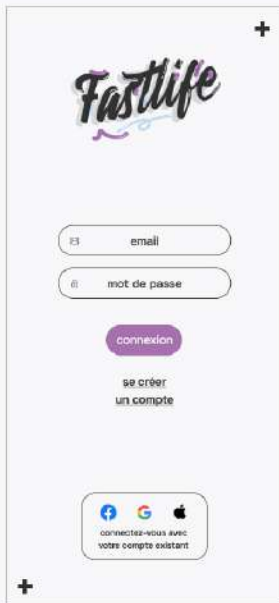 Fastlife
email
mot de passe
connexion
se créer
un compte
connectez-vous avec
votre compte existant